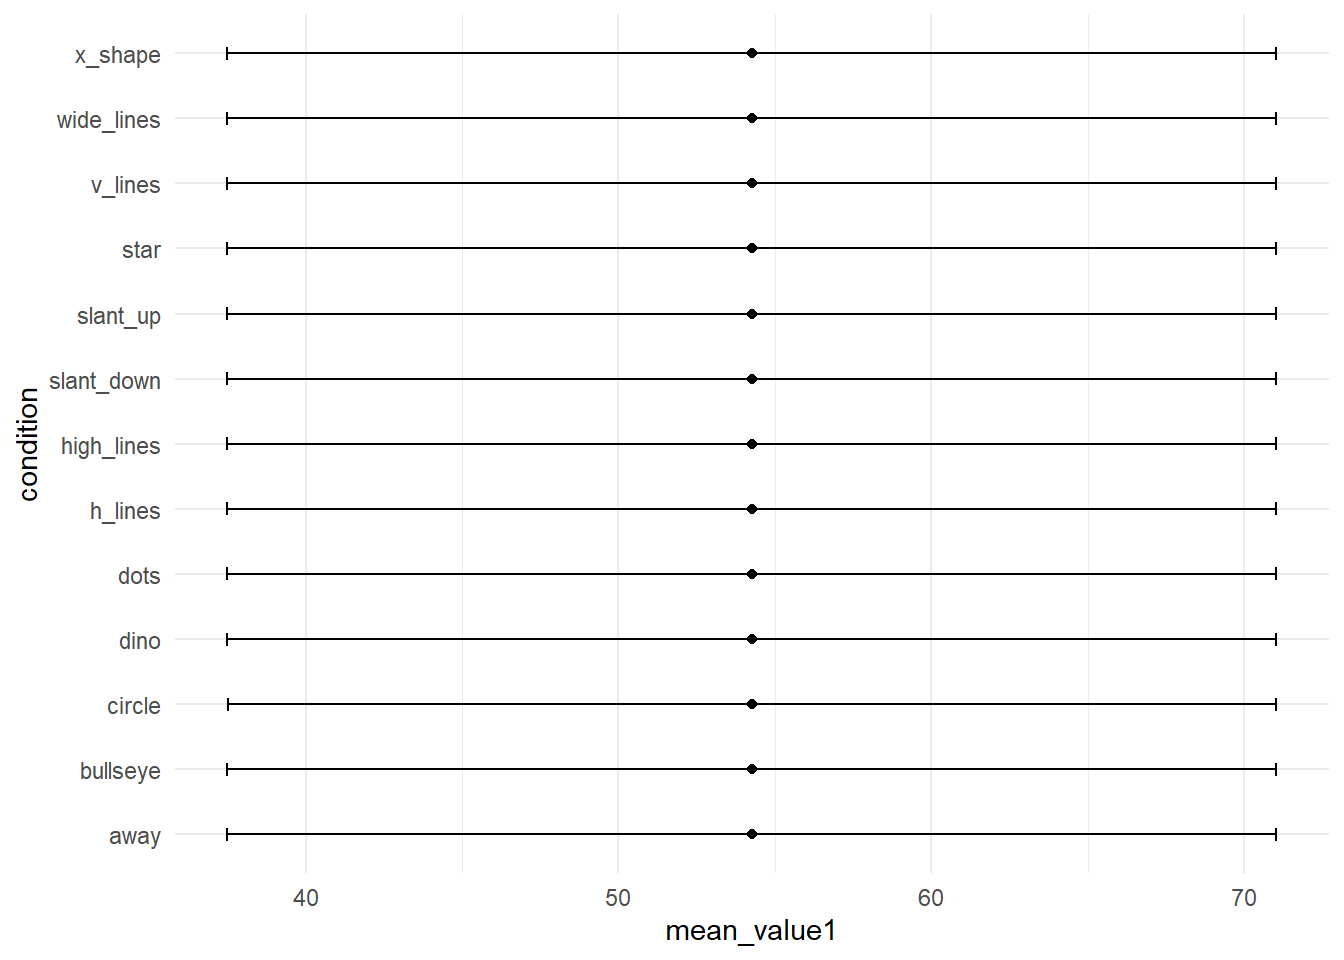 x_shape
wide_lines
v_lines
star
slant_up
slant_down
high_lines
h_lines
dots
dino
circle
bullseye
away
condition
40 50 60 70
mean_value1